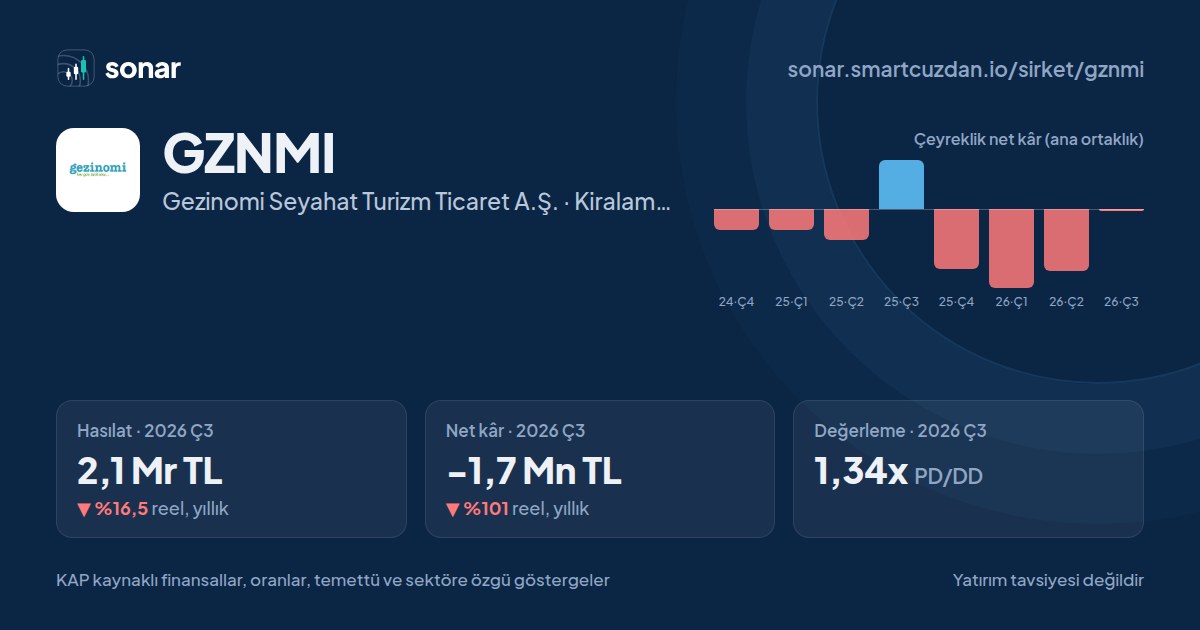 sonar
sonar.smartcuzdan.io/sirket/gznmi
gezinomi
GZNMI
Gezinomi Seyahat Turizm Ticaret A.Ş. · Kiralam…
Çeyreklik net kâr (ana ortaklık)
24·Ç4 25·Ç1 25·Ç2 25·Ç3 25·Ç4 26·Ç1 26·Ç2 26·Ç3
Hasılat · 2026 Ç3
2,1 Mr TL
▼ %16,5 reel, yıllık
Net kâr · 2026 Ç3
−1,7 Mn TL
▼ %101 reel, yıllık
Değerleme · 2026 Ç3
1,34x PD/DD
KAP kaynaklı finansallar, oranlar, temettü ve sektöre özgü göstergeler
Yatırım tavsiyesi değildir